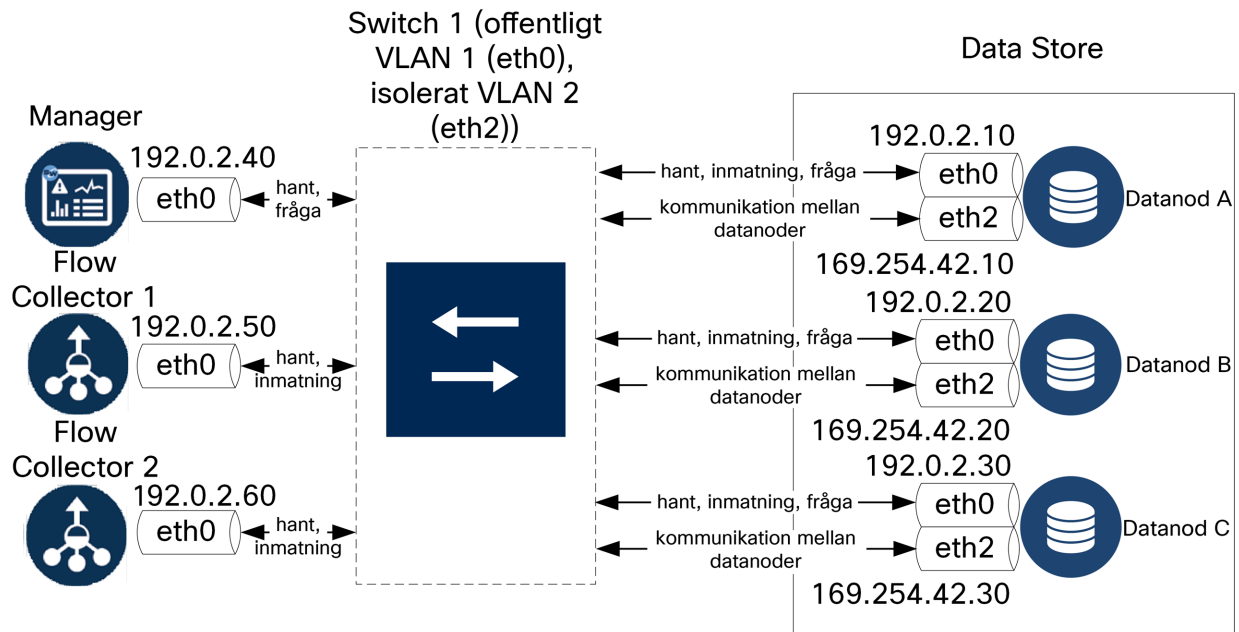 Switch 1 (offentligt
VLAN 1 (eth0),
isolerat VLAN 2
(eth2))
Data Store
Manager
192.0.2.40
eth0
hant,
fråga
Flow
Collector 1
192.0.2.50
eth0
hant,
inmatning
Flow
Collector 2
192.0.2.60
eth0
hant,
inmatning
192.0.2.10
hant, inmatning, fråga
eth0
kommunikation mellan
datanoder
eth2
Datanod A
169.254.42.10
192.0.2.20
hant, inmatning, fråga
eth0
kommunikation mellan
datanoder
eth2
Datanod B
169.254.42.20
192.0.2.30
hant, inmatning, fråga
eth0
kommunikation mellan
datanoder
eth2
Datanod C
169.254.42.30